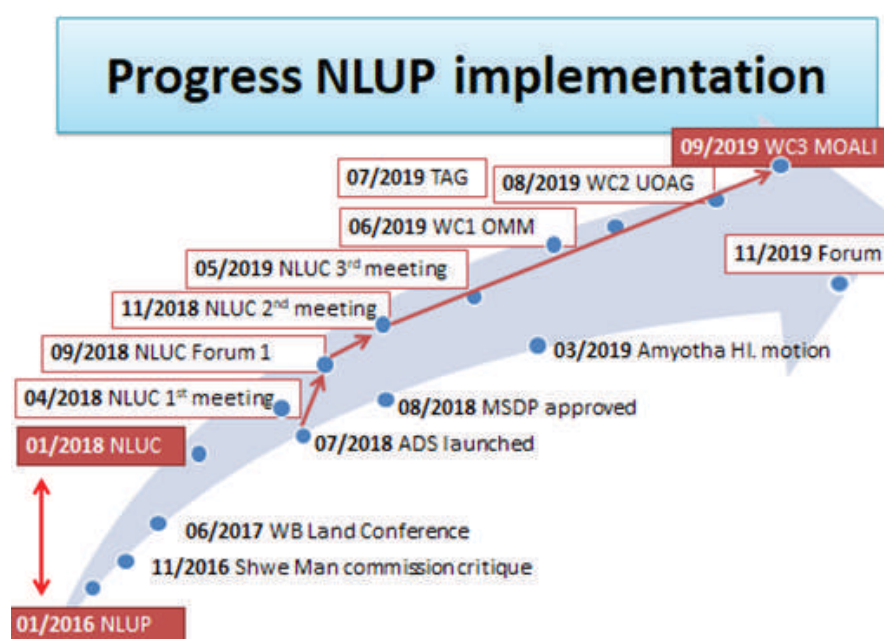 Progress NLUP implementation
09/2019 WC3 MOALI
07/2019 TAG
08/2019 WC2 UOAG
06/2019 WC1 OMM
11/2019 Forum
05/2019 NLUC 3rd meeting
11/2018 NLUC 2nd meeting
09/2018 NLUC Forum 1
03/2019 Amyotha Hl. motion
04/2018 NLUC 1st meeting
08/2018 MSDP approved
01/2018 NLUC
07/2018 ADS launched
06/2017 WB Land Conference
11/2016 Shwe Man commission critique
01/2016 NLUP